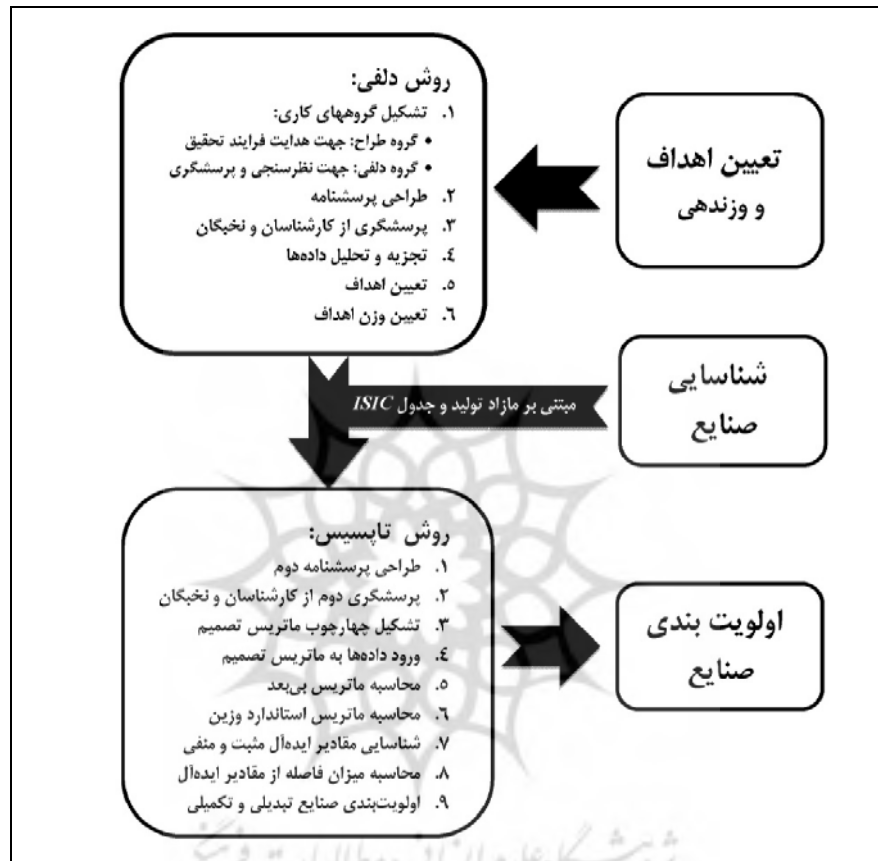 روش دلفی:
۱. تشکیل گروههای کاری:
• گروه طراح: جهت هدایت فرایند تحقیق
• گروه دلفی: جهت نظرسنجی و پرسشگری
۲. طراحی پرسشنامه
۳. پرسشگری از کارشناسان و نخبگان
٤. تجزیه و تحلیل داده‌ها
٥. تعیین اهداف
٦. تعیین وزن اهداف
تعیین اهداف
و وزندهی
شناسایی
صنایع
مبتنی بر مازاد تولید و جدول ISIC
روش تاپسیس:
۱. طراحی پرسشنامه دوم
۲. پرسشگری دوم از کارشناسان و نخبگان
۳. تشکیل چهارچوب ماتریس تصمیم
٤. ورود داده‌ها به ماتریس تصمیم
٥. محاسبه ماتریس بی‌بعد
٦. محاسبه ماتریس استاندارد وزین
۷. شناسایی مقادیر ایده‌آل مثبت و منفی
۸. محاسبه میزان فاصله از مقادیر ایده‌آل
۹. اولویت‌بندی صنایع تبدیلی و تکمیلی
اولویت بندی
صنایع